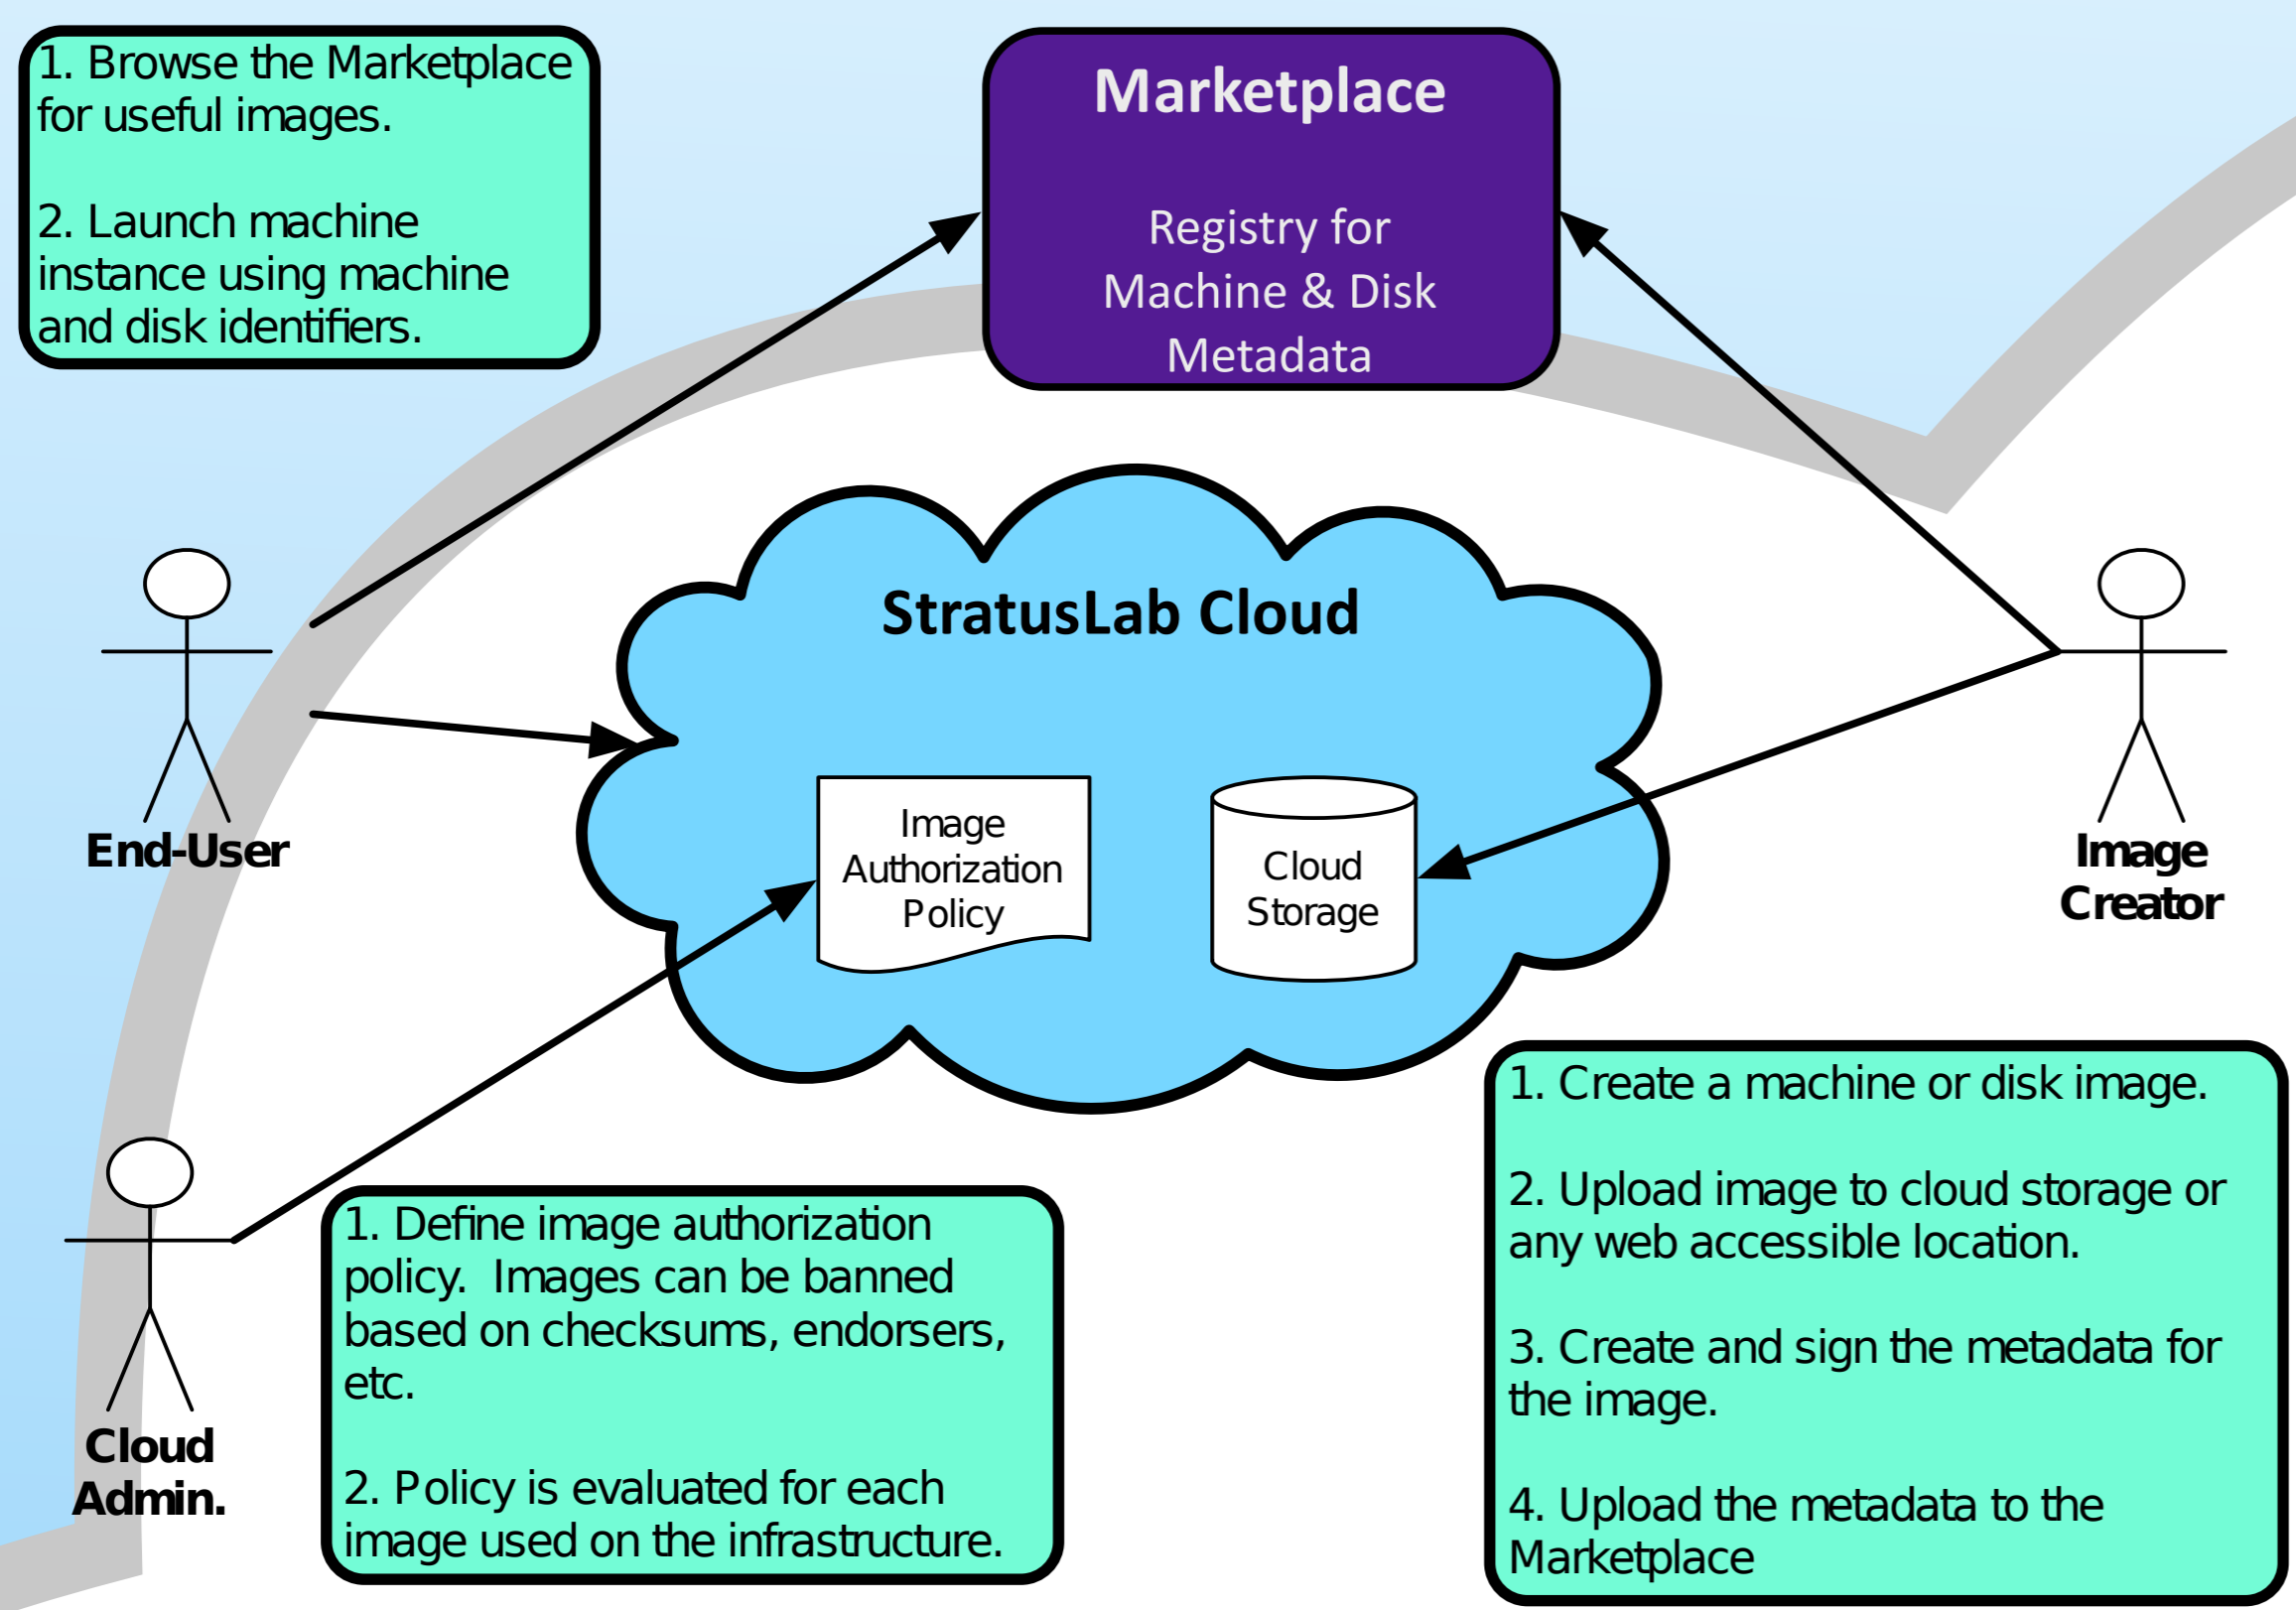 1. Browse the Marketplace
for useful images.
2. Launch machine
instance using machine
and disk identifiers.
Marketplace
Registry for
Machine & Disk
Metadata
StratusLab Cloud
Image
Authorization
Policy
Cloud
Storage
End-User
Image
Creator
Cloud
Admin.
1. Define image authorization
policy.  Images can be banned
based on checksums, endorsers,
etc.
2. Policy is evaluated for each
image used on the infrastructure.
1. Create a machine or disk image.
2. Upload image to cloud storage or
any web accessible location.
3. Create and sign the metadata for
the image.
4. Upload the metadata to the
Marketplace